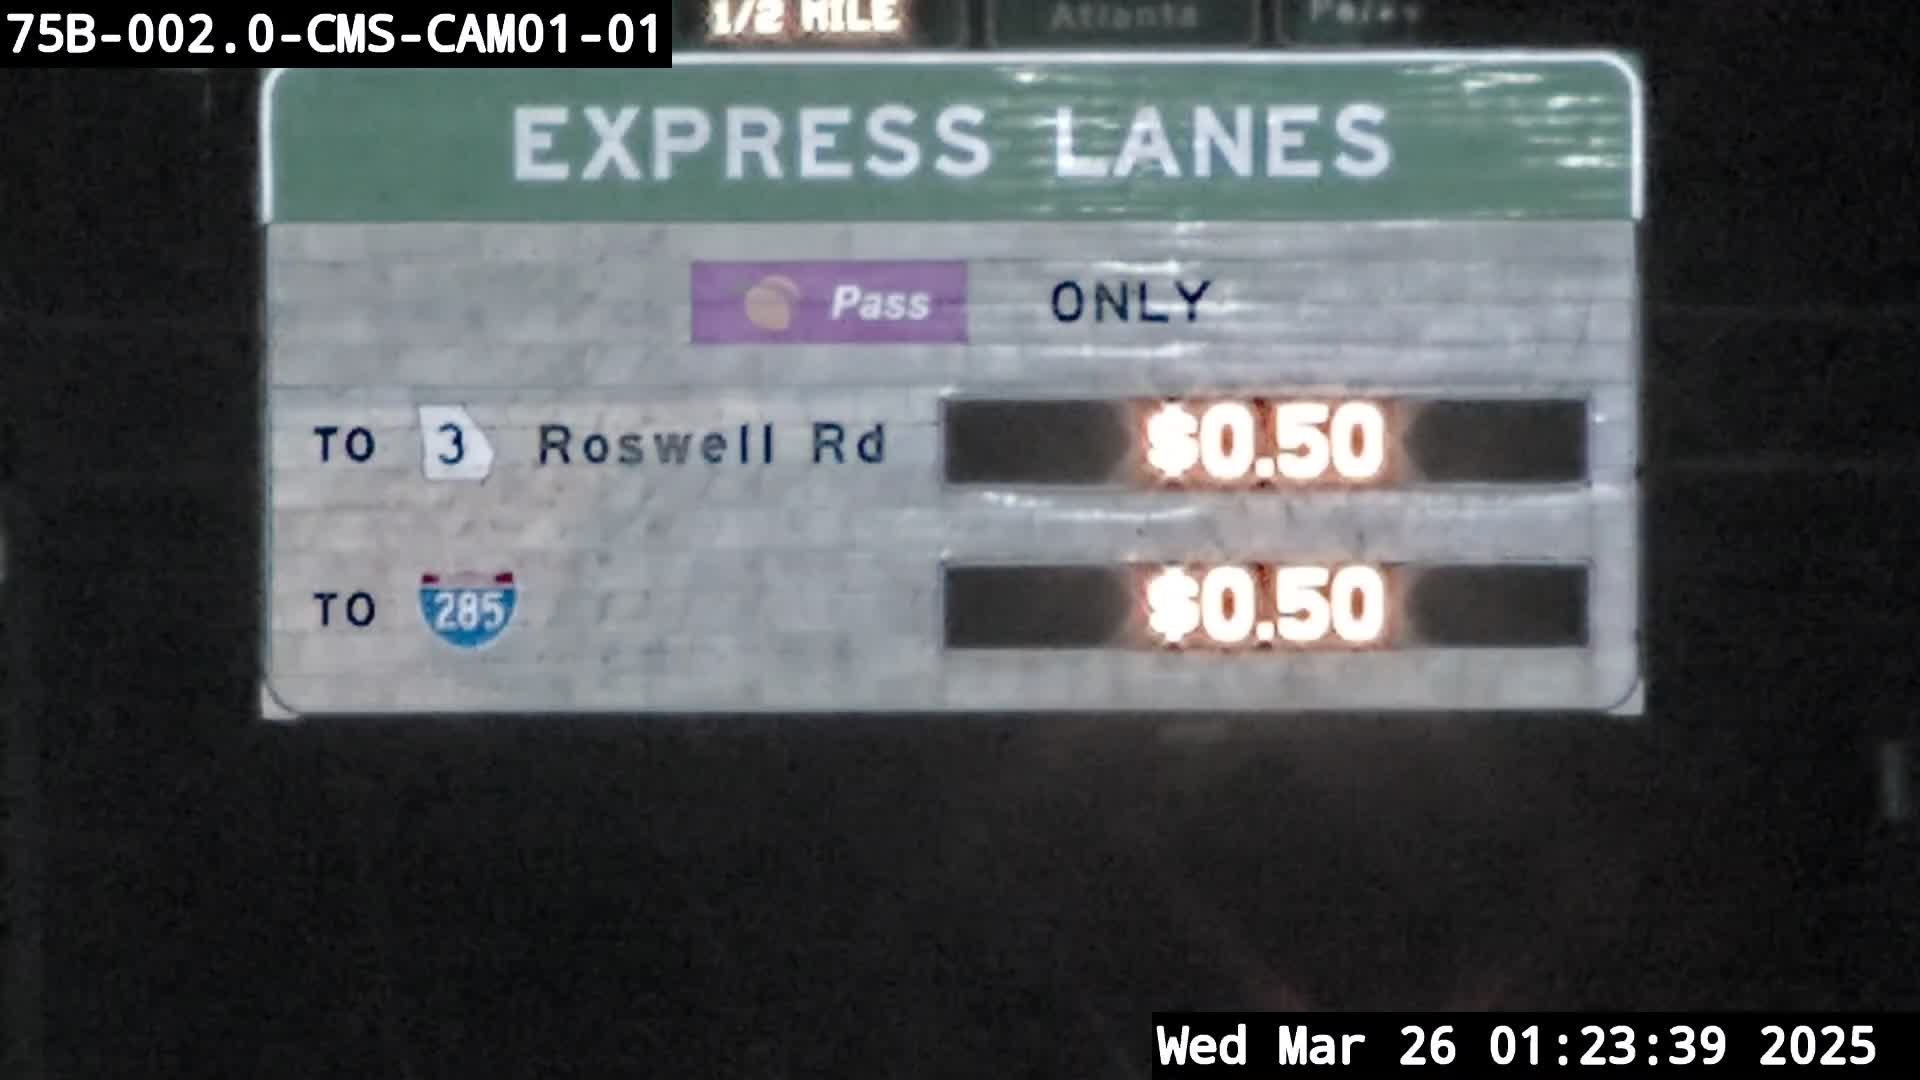 75B-002.0-CMS-CAM01-01
1/2 MILE
Atlanta
EXPRESS LANES
Pass ONLY
TO 3 Roswell Rd $0.50
TO 285 $0.50
Wed Mar 26 01:23:39 2025